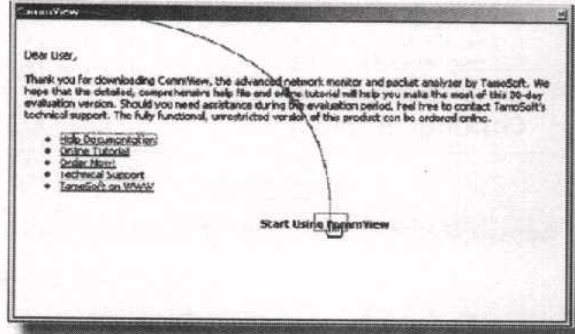 CommView
Dear User,
Thank you for downloading CommView, the advanced network monitor and packet analyzer by TamoSoft. We
hope that the detailed, comprehensive help file and online tutorial will help you make the most of this 30-day
evaluation version. Should you need assistance during the evaluation period, feel free to contact TamoSoft's
technical support. The fully functional, unrestricted version of this product can be ordered online.
Help Documentation
Online Tutorial
Order Now!
Technical Support
TamoSoft on WWW
Start Using CommView